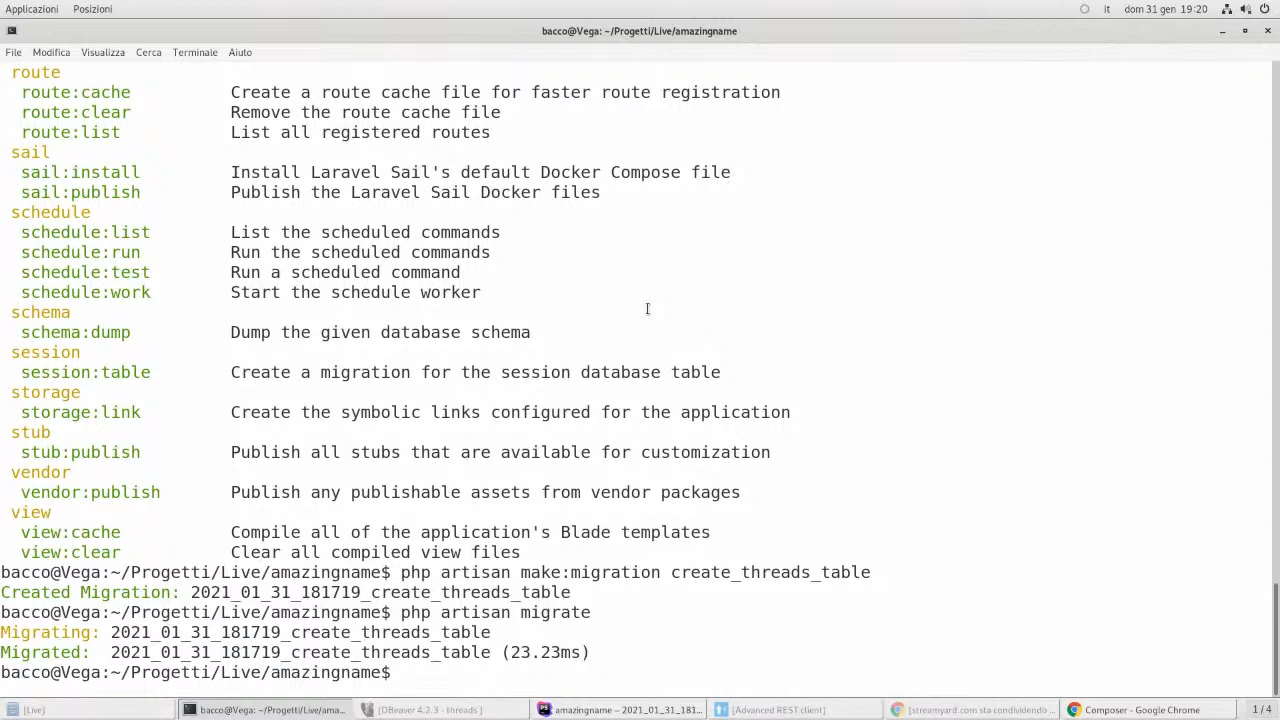 Applicazioni Posizioni it dom 31 gen 19:20
bacco@Vega: ~/Progetti/Live/amazingname
File Modifica Visualizza Cerca Terminale Aiuto
route
route:cache Create a route cache file for faster route registration
route:clear Remove the route cache file
route:list List all registered routes
sail
sail:install Install Laravel Sail's default Docker Compose file
sail:publish Publish the Laravel Sail Docker files
schedule
schedule:list List the scheduled commands
schedule:run Run the scheduled commands
schedule:test Run a scheduled command
schedule:work Start the schedule worker
schema
schema:dump Dump the given database schema
session
session:table Create a migration for the session database table
storage
storage:link Create the symbolic links configured for the application
stub
stub:publish Publish all stubs that are available for customization
vendor
vendor:publish Publish any publishable assets from vendor packages
view
view:cache Compile all of the application's Blade templates
view:clear Clear all compiled view files
bacco@Vega:~/Progetti/Live/amazingname$ php artisan make:migration create_threads_table
Created Migration: 2021_01_31_181719_create_threads_table
bacco@Vega:~/Progetti/Live/amazingname$ php artisan migrate
Migrating: 2021_01_31_181719_create_threads_table
Migrated: 2021_01_31_181719_create_threads_table (23.23ms)
bacco@Vega:~/Progetti/Live/amazingname$
[Live] bacco@Vega: ~/Progetti/Live/ama... [DBeaver 4.2.3 - threads] amazingname – 2021_01_31_181... [Advanced REST client] [streamyard.com sta condividendo ... Composer - Google Chrome 1 / 4